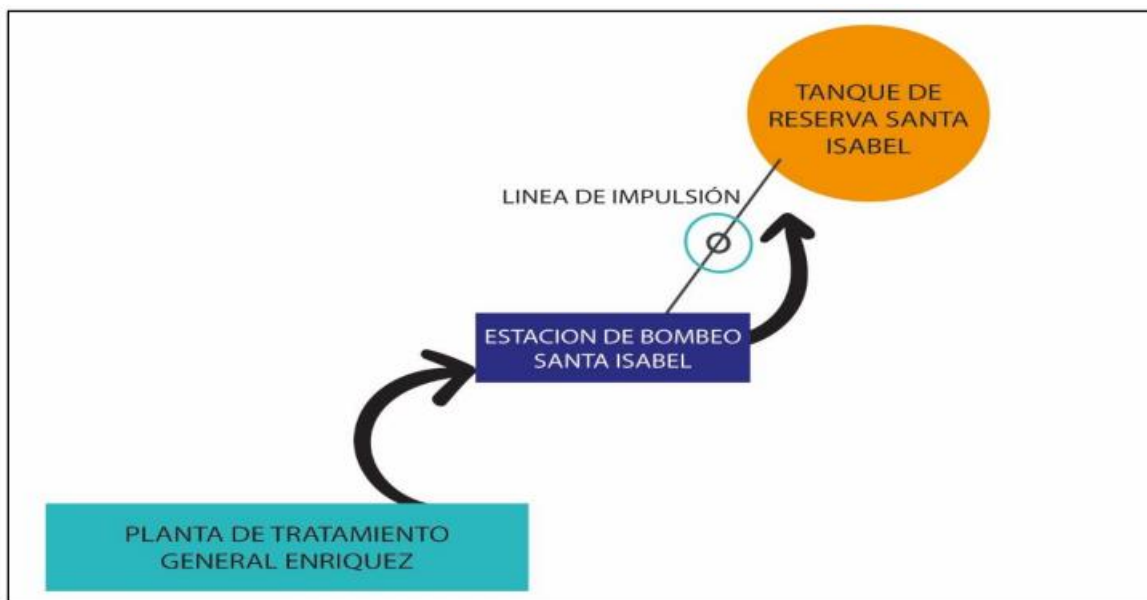 TANQUE DE
RESERVA SANTA
ISABEL
LINEA DE IMPULSIÓN
ESTACION DE BOMBEO
SANTA ISABEL
PLANTA DE TRATAMIENTO
GENERAL ENRIQUEZ